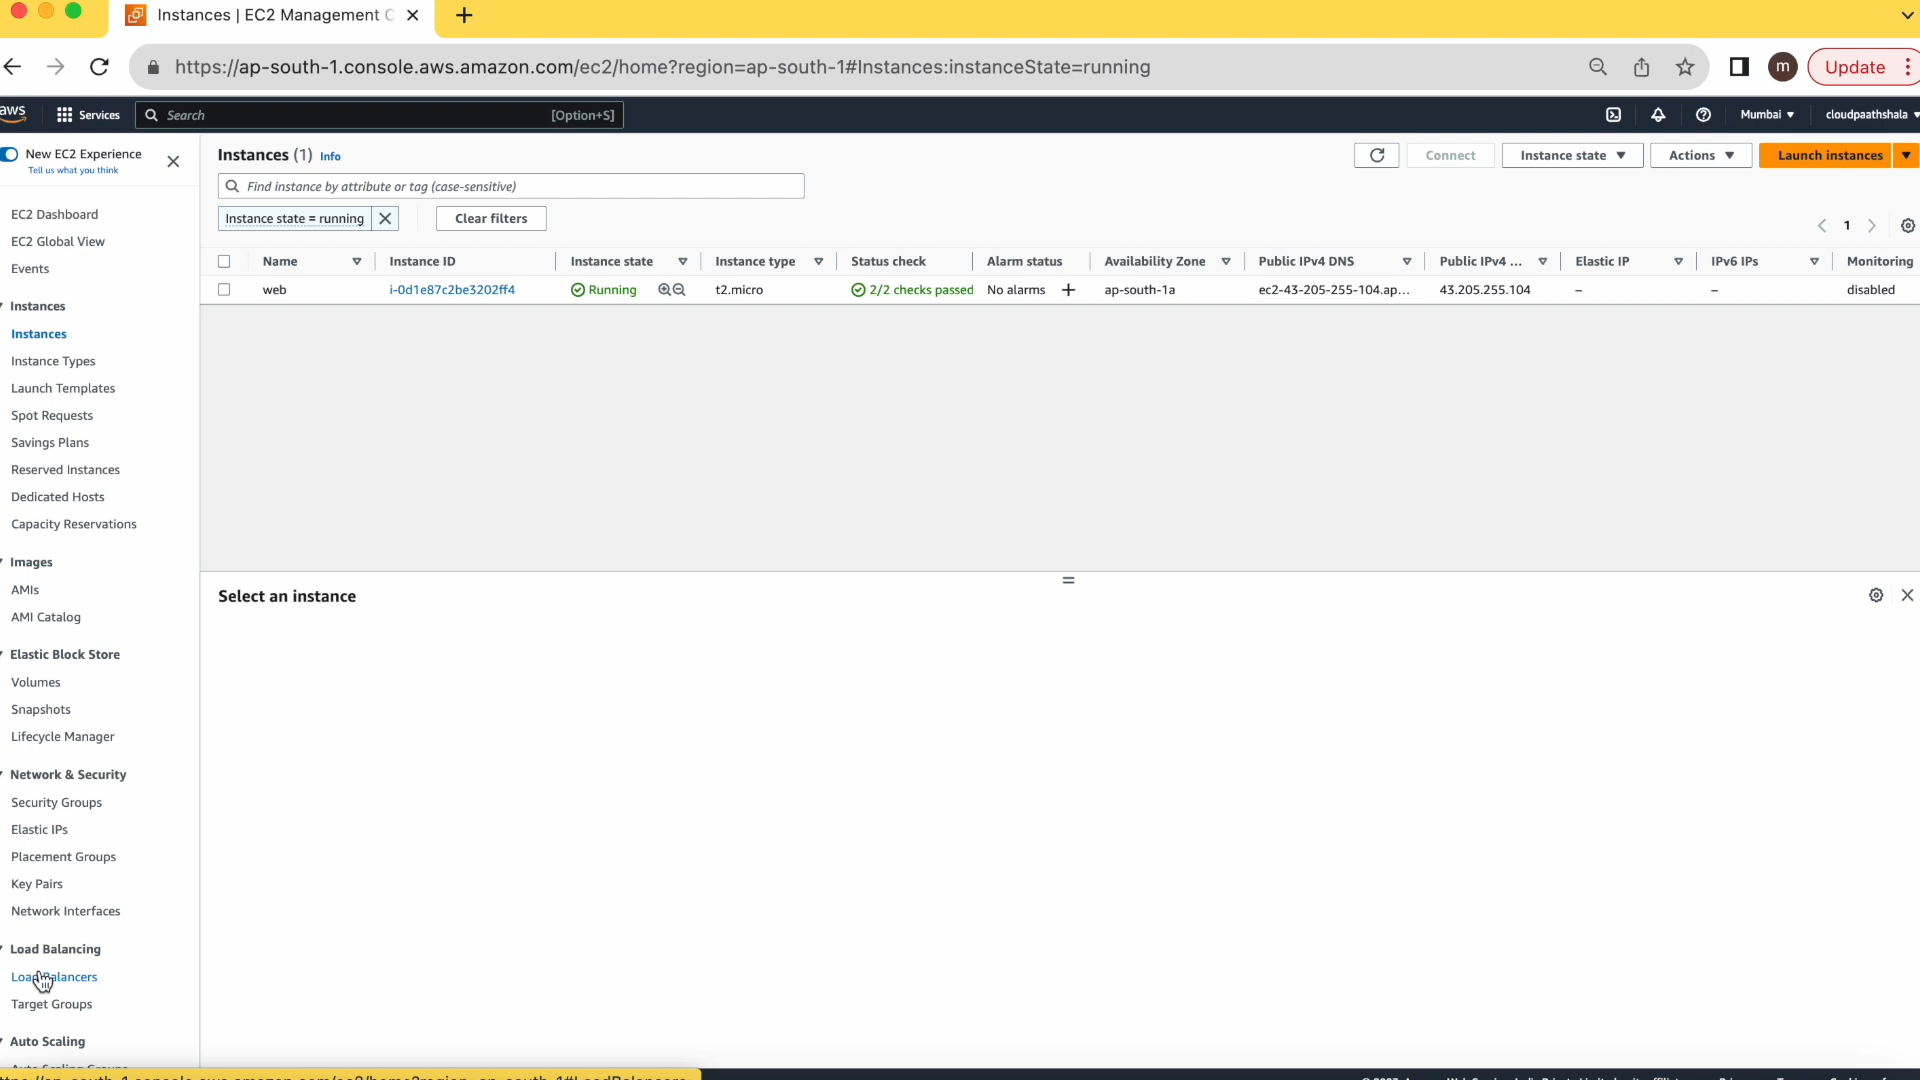 Instances | EC2 Management C
https://ap-south-1.console.aws.amazon.com/ec2/home?region=ap-south-1#Instances:instanceState=running
m
Update
aws
Services
Search
[Option+S]
Mumbai
cloudpaathshala
New EC2 Experience
Tell us what you think
EC2 Dashboard
EC2 Global View
Events
Instances
Instances
Instance Types
Launch Templates
Spot Requests
Savings Plans
Reserved Instances
Dedicated Hosts
Capacity Reservations
Images
AMIs
AMI Catalog
Elastic Block Store
Volumes
Snapshots
Lifecycle Manager
Network & Security
Security Groups
Elastic IPs
Placement Groups
Key Pairs
Network Interfaces
Load Balancing
Load Balancers
Target Groups
Auto Scaling
Instances (1) Info
Connect
Instance state
Actions
Launch instances
Find instance by attribute or tag (case-sensitive)
Instance state = running
Clear filters
1
Name Instance ID Instance state Instance type Status check Alarm status Availability Zone Public IPv4 DNS Public IPv4 ... Elastic IP IPv6 IPs Monitoring
web i-0d1e87c2be3202ff4 Running t2.micro 2/2 checks passed No alarms + ap-south-1a ec2-43-205-255-104.ap... 43.205.255.104 – – disabled
Select an instance